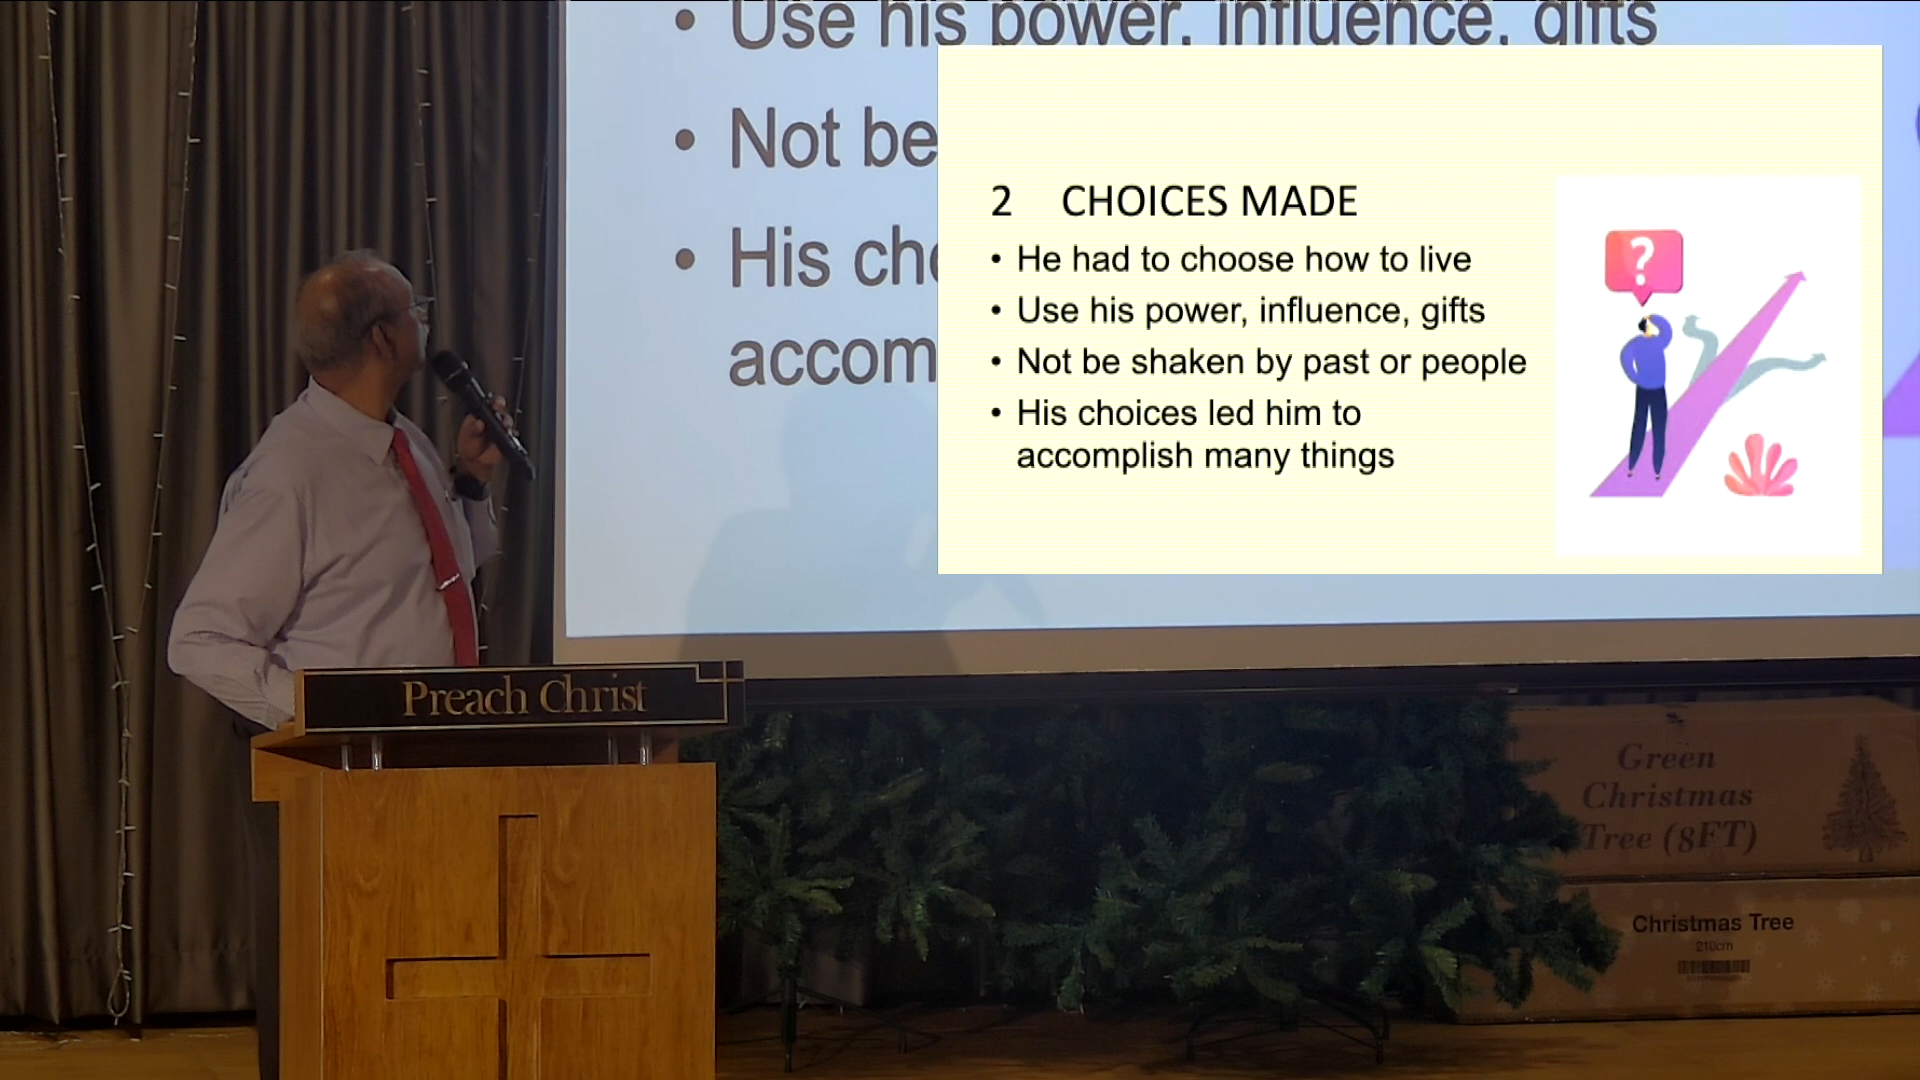 • Use his power, influence, gifts
• Not be
• His cho
accom
2 CHOICES MADE
• He had to choose how to live
• Use his power, influence, gifts
• Not be shaken by past or people
• His choices led him to
accomplish many things
?
Preach Christ
Green
Christmas
Tree (8FT)
Christmas Tree
210cm